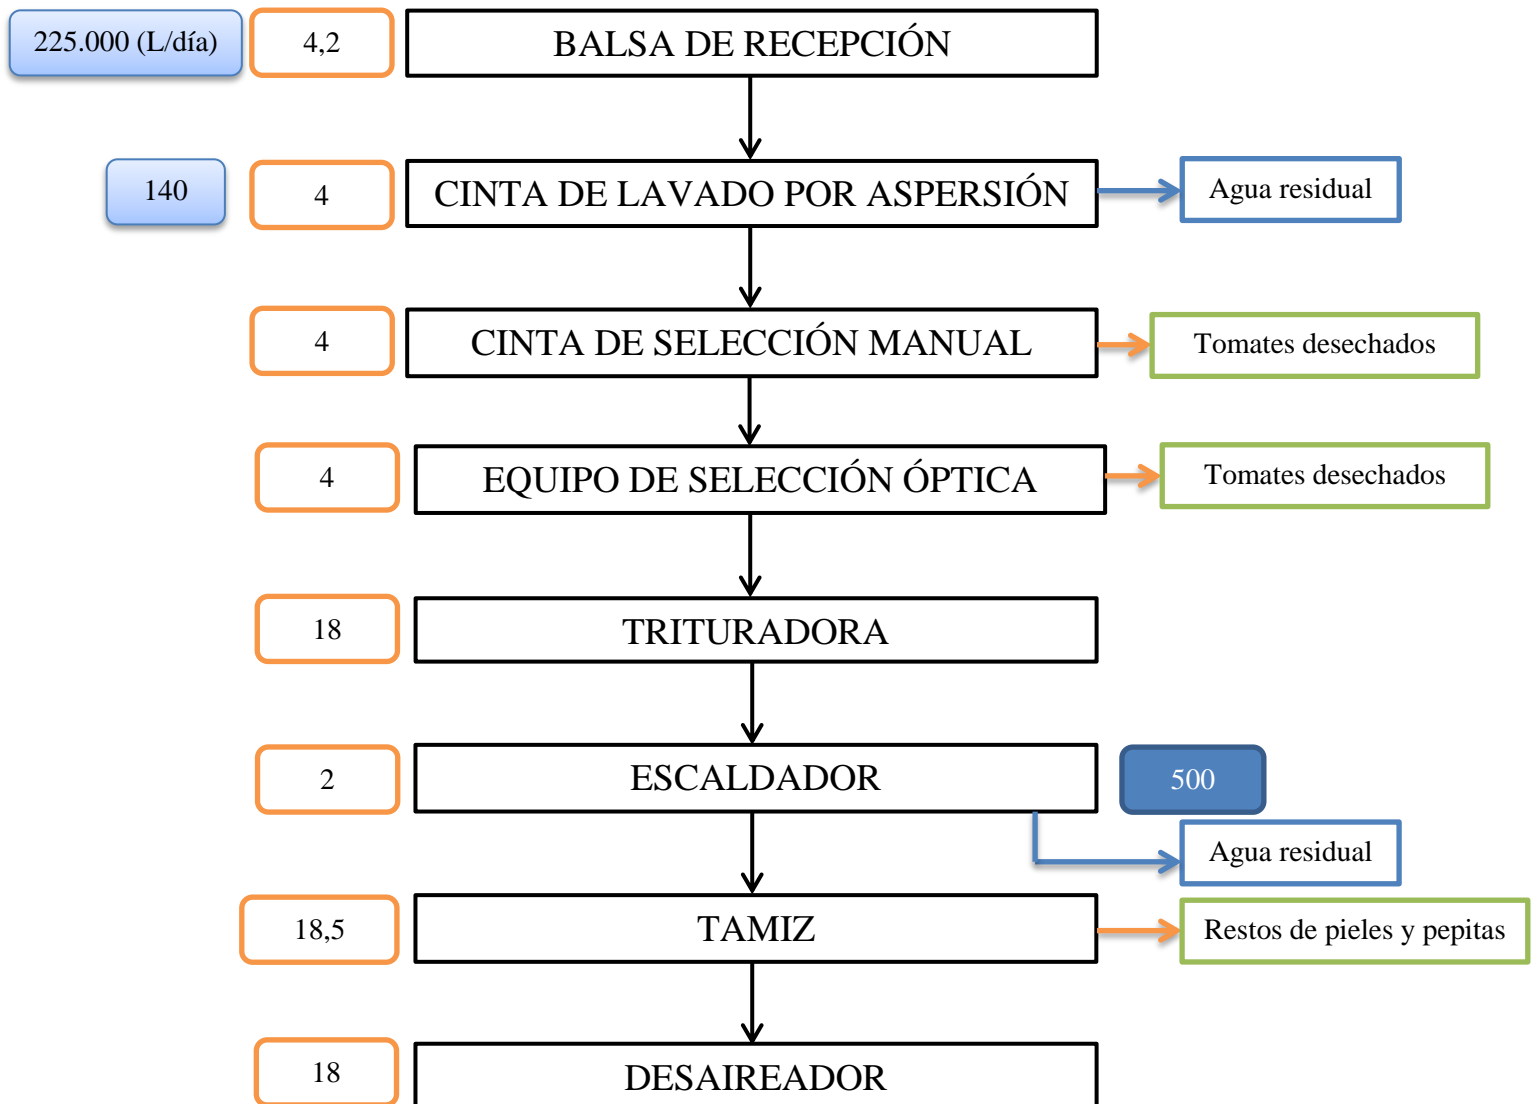 225.000 (L/día)
4,2
BALSA DE RECEPCIÓN
140
4
CINTA DE LAVADO POR ASPERSIÓN
Agua residual
4
CINTA DE SELECCIÓN MANUAL
Tomates desechados
4
EQUIPO DE SELECCIÓN ÓPTICA
Tomates desechados
18
TRITURADORA
2
ESCALDADOR
500
Agua residual
18,5
TAMIZ
Restos de pieles y pepitas
18
DESAIREADOR